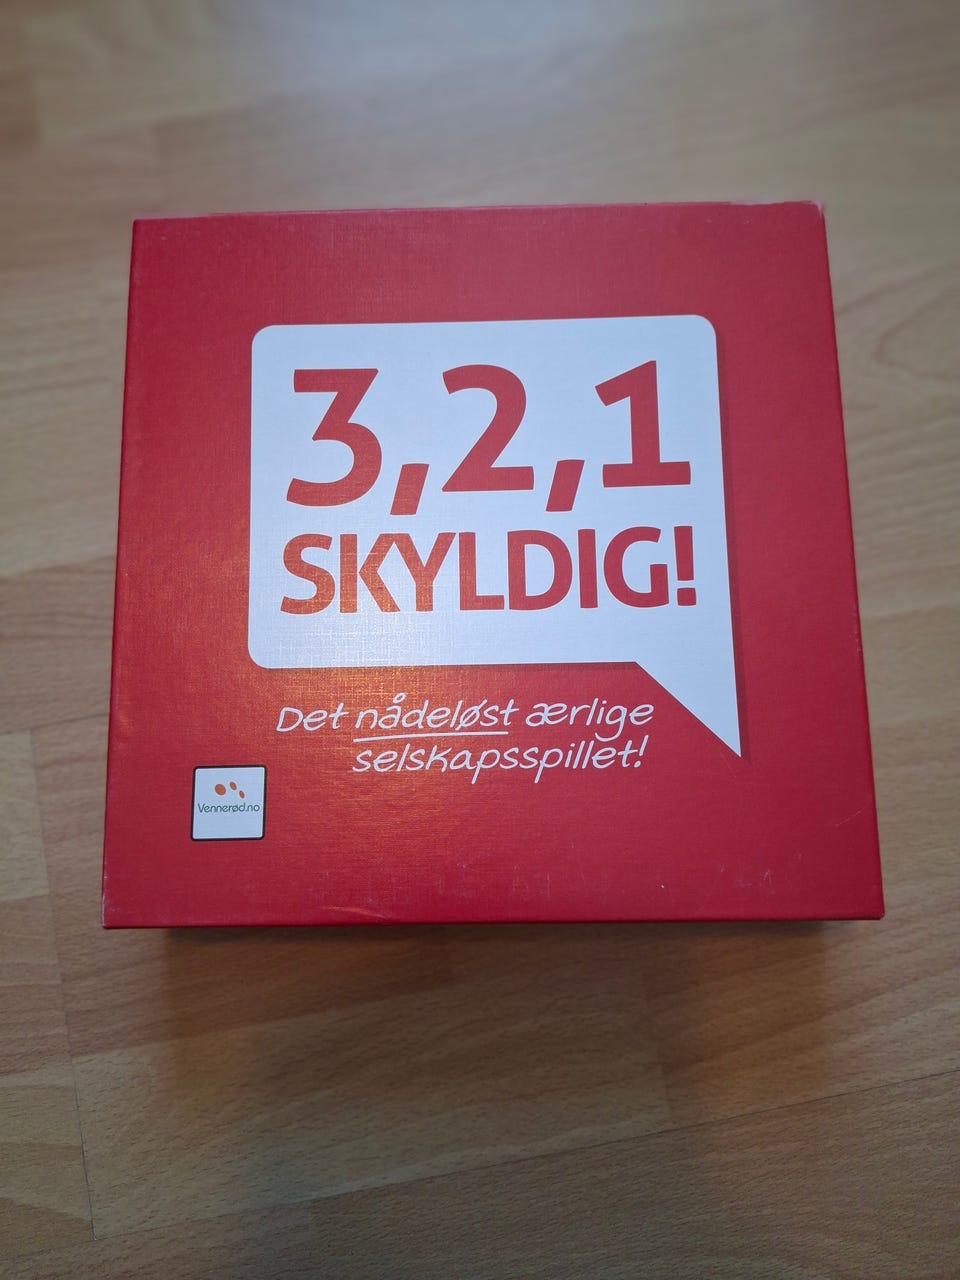 3,2,1
SKYLDIG!
Det nådeløst ærlige
selskapsspillet!
Vennerød.no